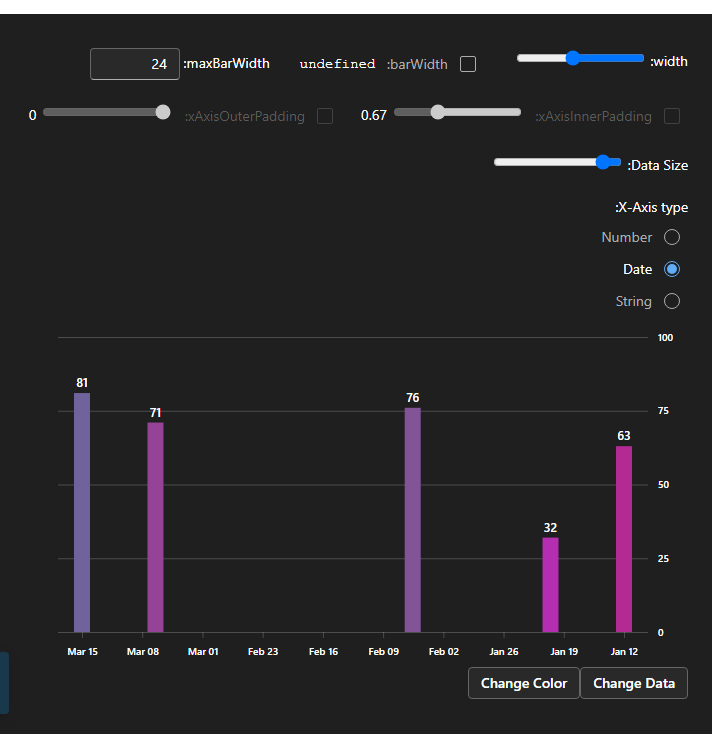 24 :maxBarWidth undefined :barWidth :width
0 :xAxisOuterPadding 0.67 :xAxisInnerPadding
:Data Size
:X-Axis type
Number
Date
String
100
81
71
76
75
63
50
32
25
0
Mar 15 Mar 08 Mar 01 Feb 23 Feb 16 Feb 09 Feb 02 Jan 26 Jan 19 Jan 12
Change Color Change Data